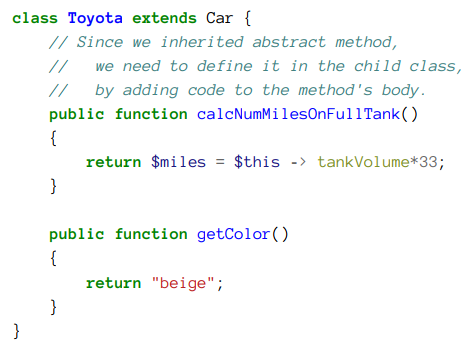 class Toyota extends Car {
    // Since we inherited abstract method,
    //   we need to define it in the child class,
    //   by adding code to the method's body.
    public function calcNumMilesOnFullTank()
    {
        return $miles = $this -> tankVolume*33;
    }

    public function getColor()
    {
        return "beige";
    }
}